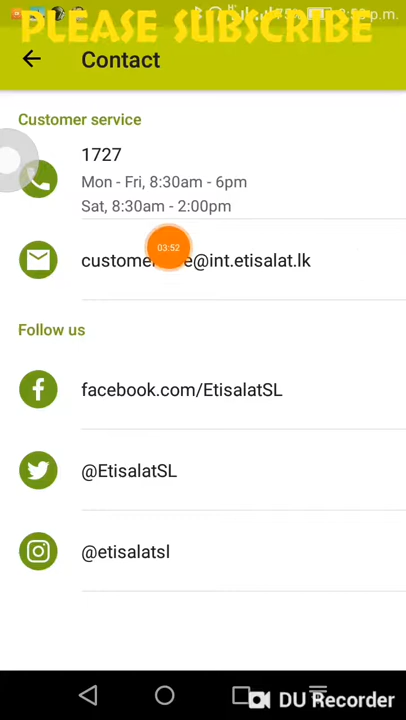 PLEASE SUBSCRIBE
Contact
Customer service
1727
Mon - Fri, 8:30am - 6pm
Sat, 8:30am - 2:00pm
03:52
@int.etisalat.lk
Follow us
facebook.com/EtisalatSL
@EtisalatSL
@etisalatsl
DU Recorder